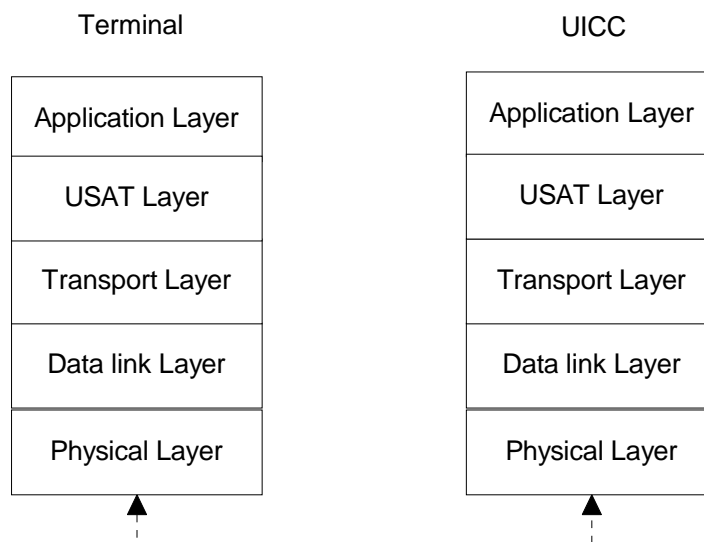 Terminal
UICC
Application Layer
Application Layer
USAT Layer
USAT Layer
Transport Layer
Transport Layer
Data link Layer
Data link Layer
Physical Layer
Physical Layer